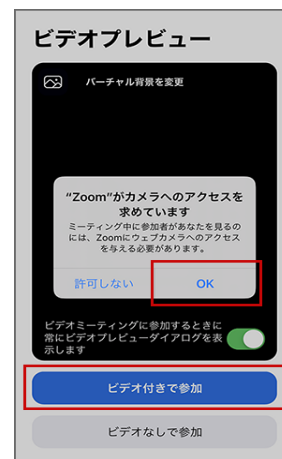 ビデオプレビュー
バーチャル背景を変更
"Zoom"がカメラへのアクセスを
求めています
ミーティング中に参加者があなたを見るの
には、Zoomにウェブカメラへのアクセス
を与える必要があります。
許可しない
OK
ビデオミーティングに参加するときに
常にビデオプレビューダイアログを表
示します
ビデオ付きで参加
ビデオなしで参加